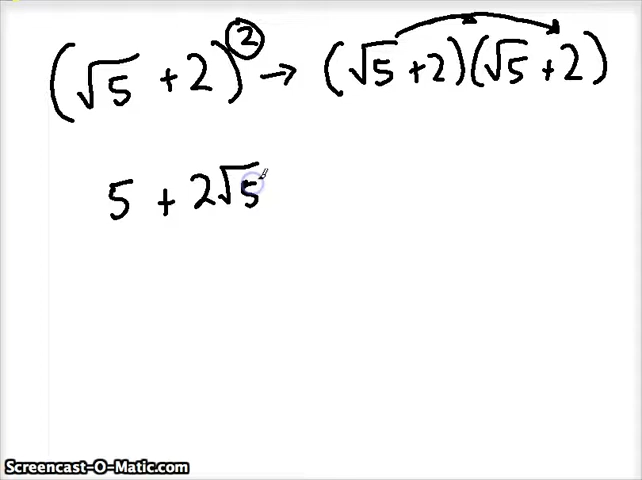 (√5 + 2)² → (√5 + 2)(√5 + 2)
5 + 2√5
Screencast-O-Matic.com